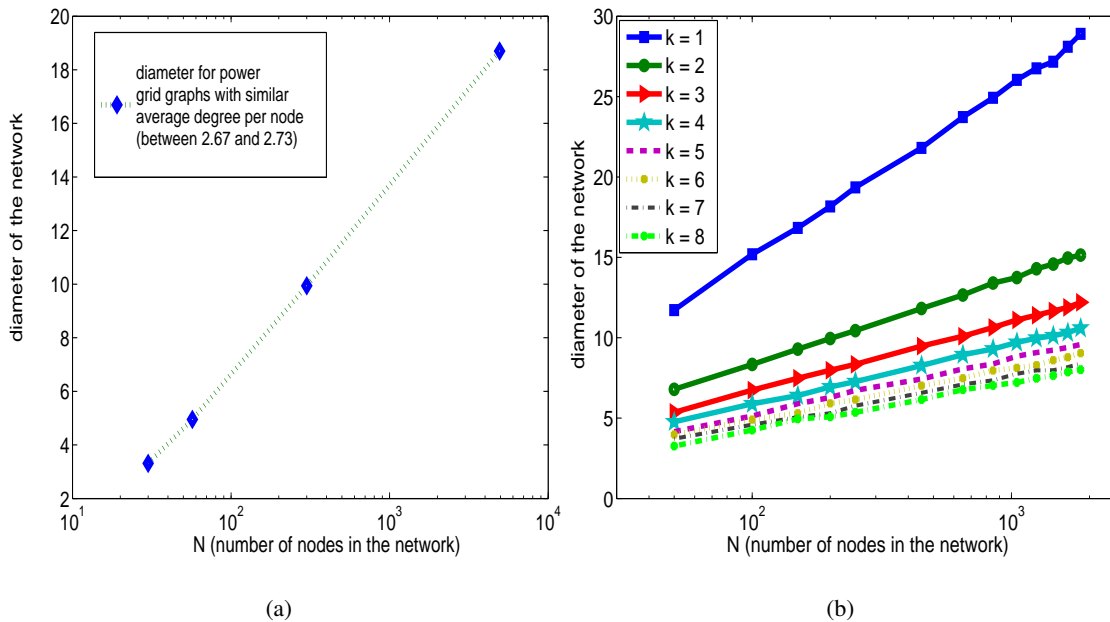 20
18
16
14
12
10
8
6
4
2
diameter of the network
diameter for power
grid graphs with similar
average degree per node
(between 2.67 and 2.73)
10^1
10^2
10^3
10^4
N (number of nodes in the network)
(a)
30
25
20
15
10
5
0
diameter of the network
k = 1
k = 2
k = 3
k = 4
k = 5
k = 6
k = 7
k = 8
10^2
10^3
N (number of nodes in the network)
(b)